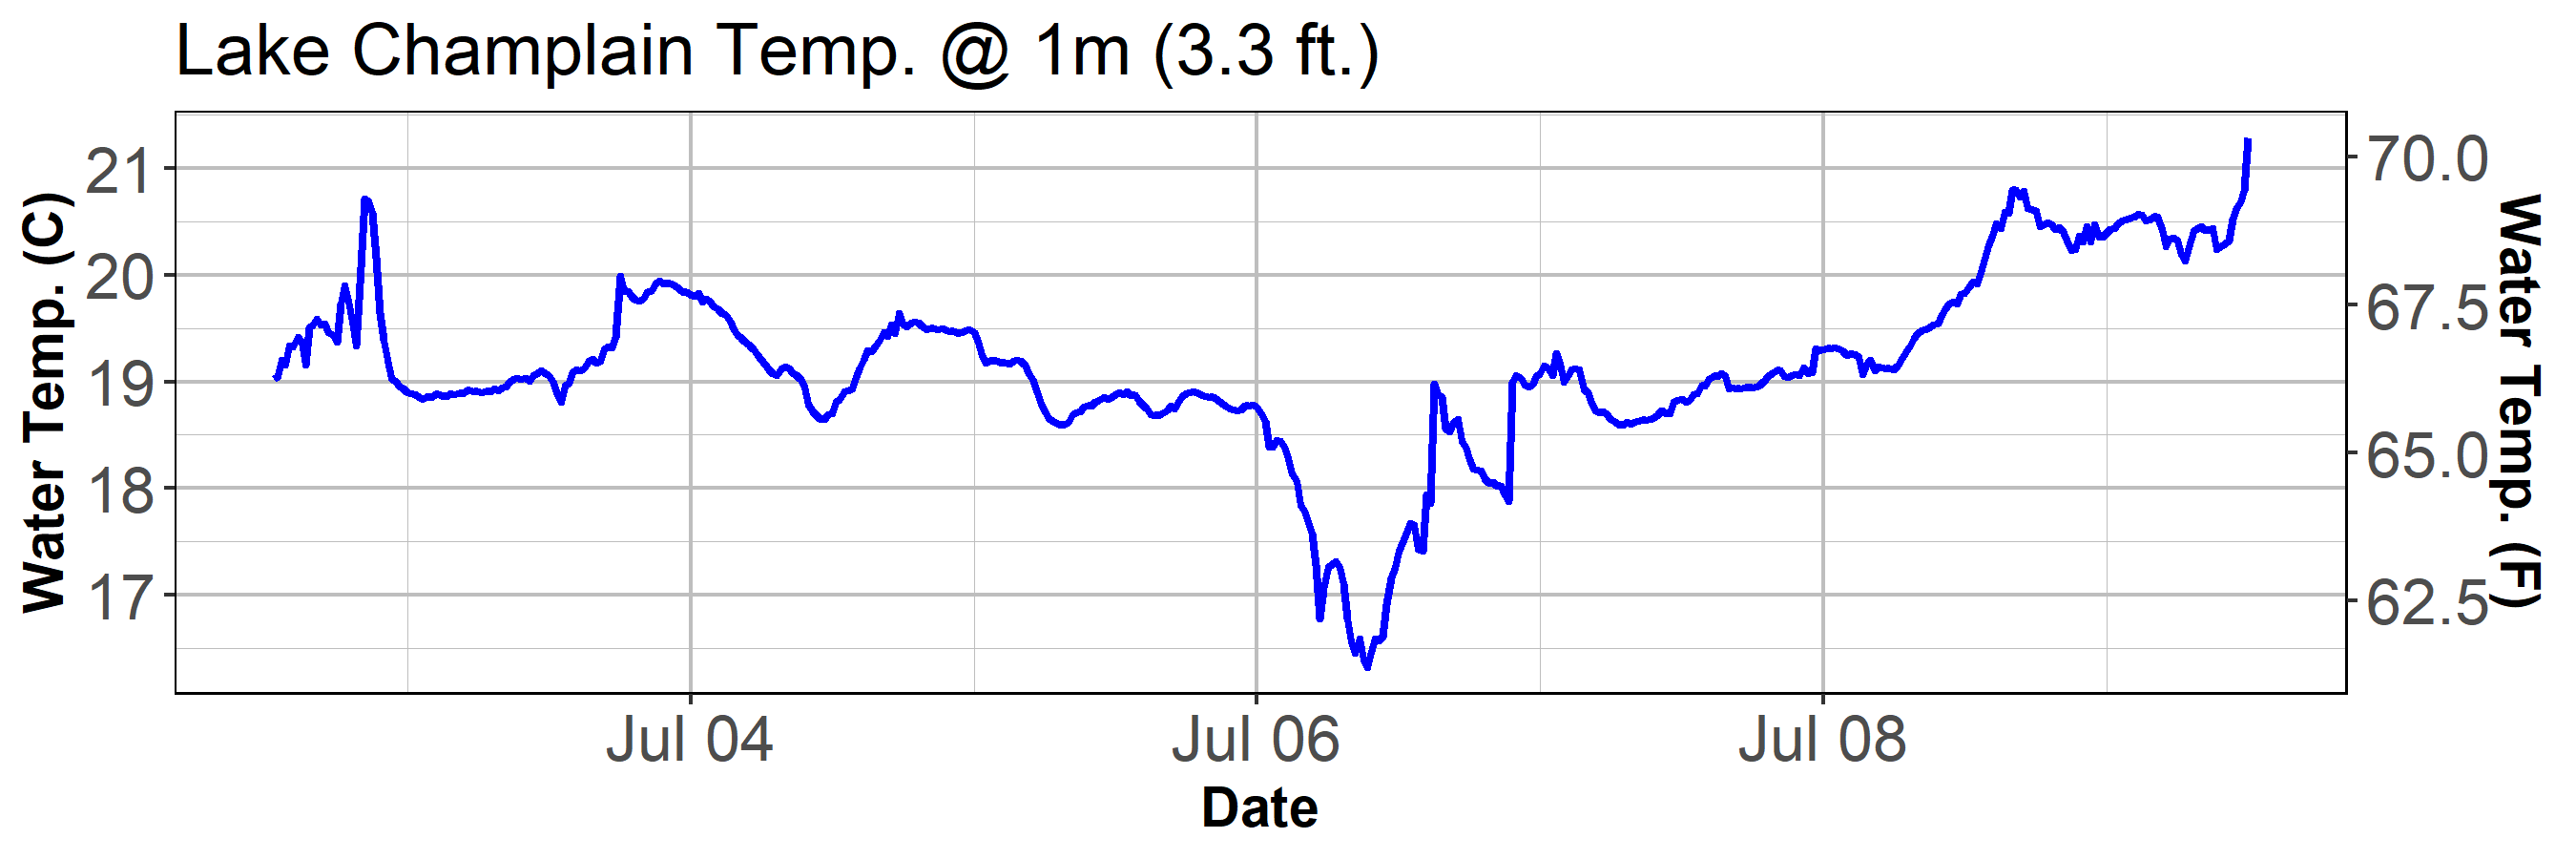 Lake Champlain Temp. @ 1m (3.3 ft.)
Water Temp. (C)
21
20
19
18
17
70.0
67.5
65.0
62.5
Water Temp. (F)
Jul 04
Jul 06
Jul 08
Date